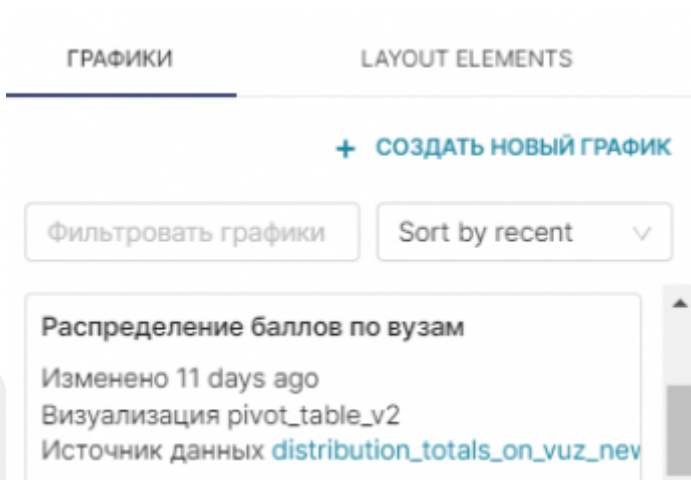 ГРАФИКИ
LAYOUT ELEMENTS
+ СОЗДАТЬ НОВЫЙ ГРАФИК
Фильтровать графики
Sort by recent
Распределение баллов по вузам
Изменено 11 days ago
Визуализация pivot_table_v2
Источник данных distribution_totals_on_vuz_new